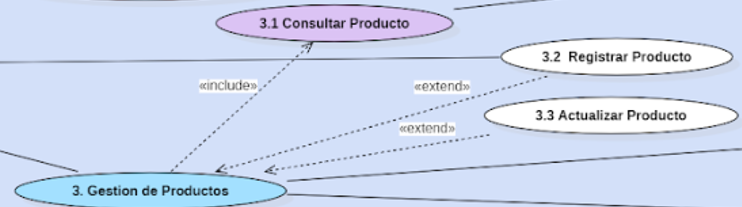 3.1 Consultar Producto
3.2 Registrar Producto
«include»
«extend»
3.3 Actualizar Producto
«extend»
3. Gestion de Productos